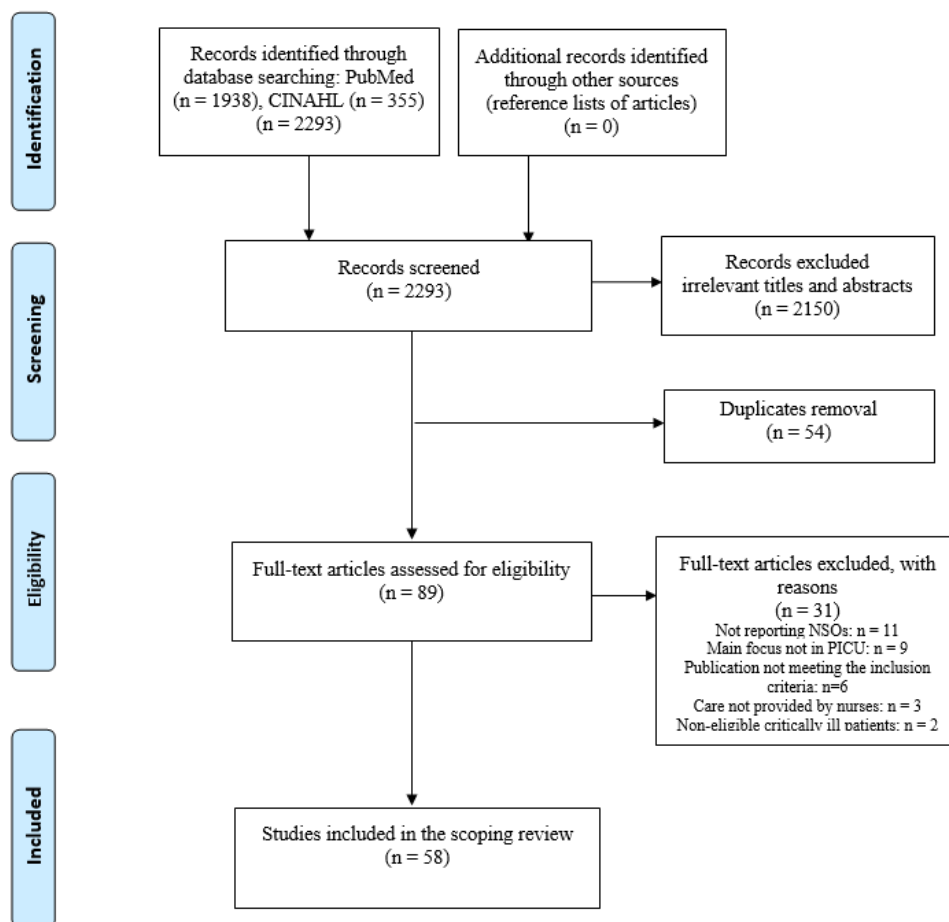 Identification
Records identified through
database searching: PubMed
(n = 1938), CINAHL (n = 355)
(n = 2293)
Additional records identified
through other sources
(reference lists of articles)
(n = 0)
Screening
Records screened
(n = 2293)
Records excluded
irrelevant titles and abstracts
(n = 2150)
Duplicates removal
(n = 54)
Eligibility
Full-text articles assessed for eligibility
(n = 89)
Full-text articles excluded, with
reasons
(n = 31)
Not reporting NSOs: n = 11
Main focus not in PICU: n = 9
Publication not meeting the inclusion
criteria: n=6
Care not provided by nurses: n = 3
Non-eligible critically ill patients: n = 2
Included
Studies included in the scoping review
(n = 58)